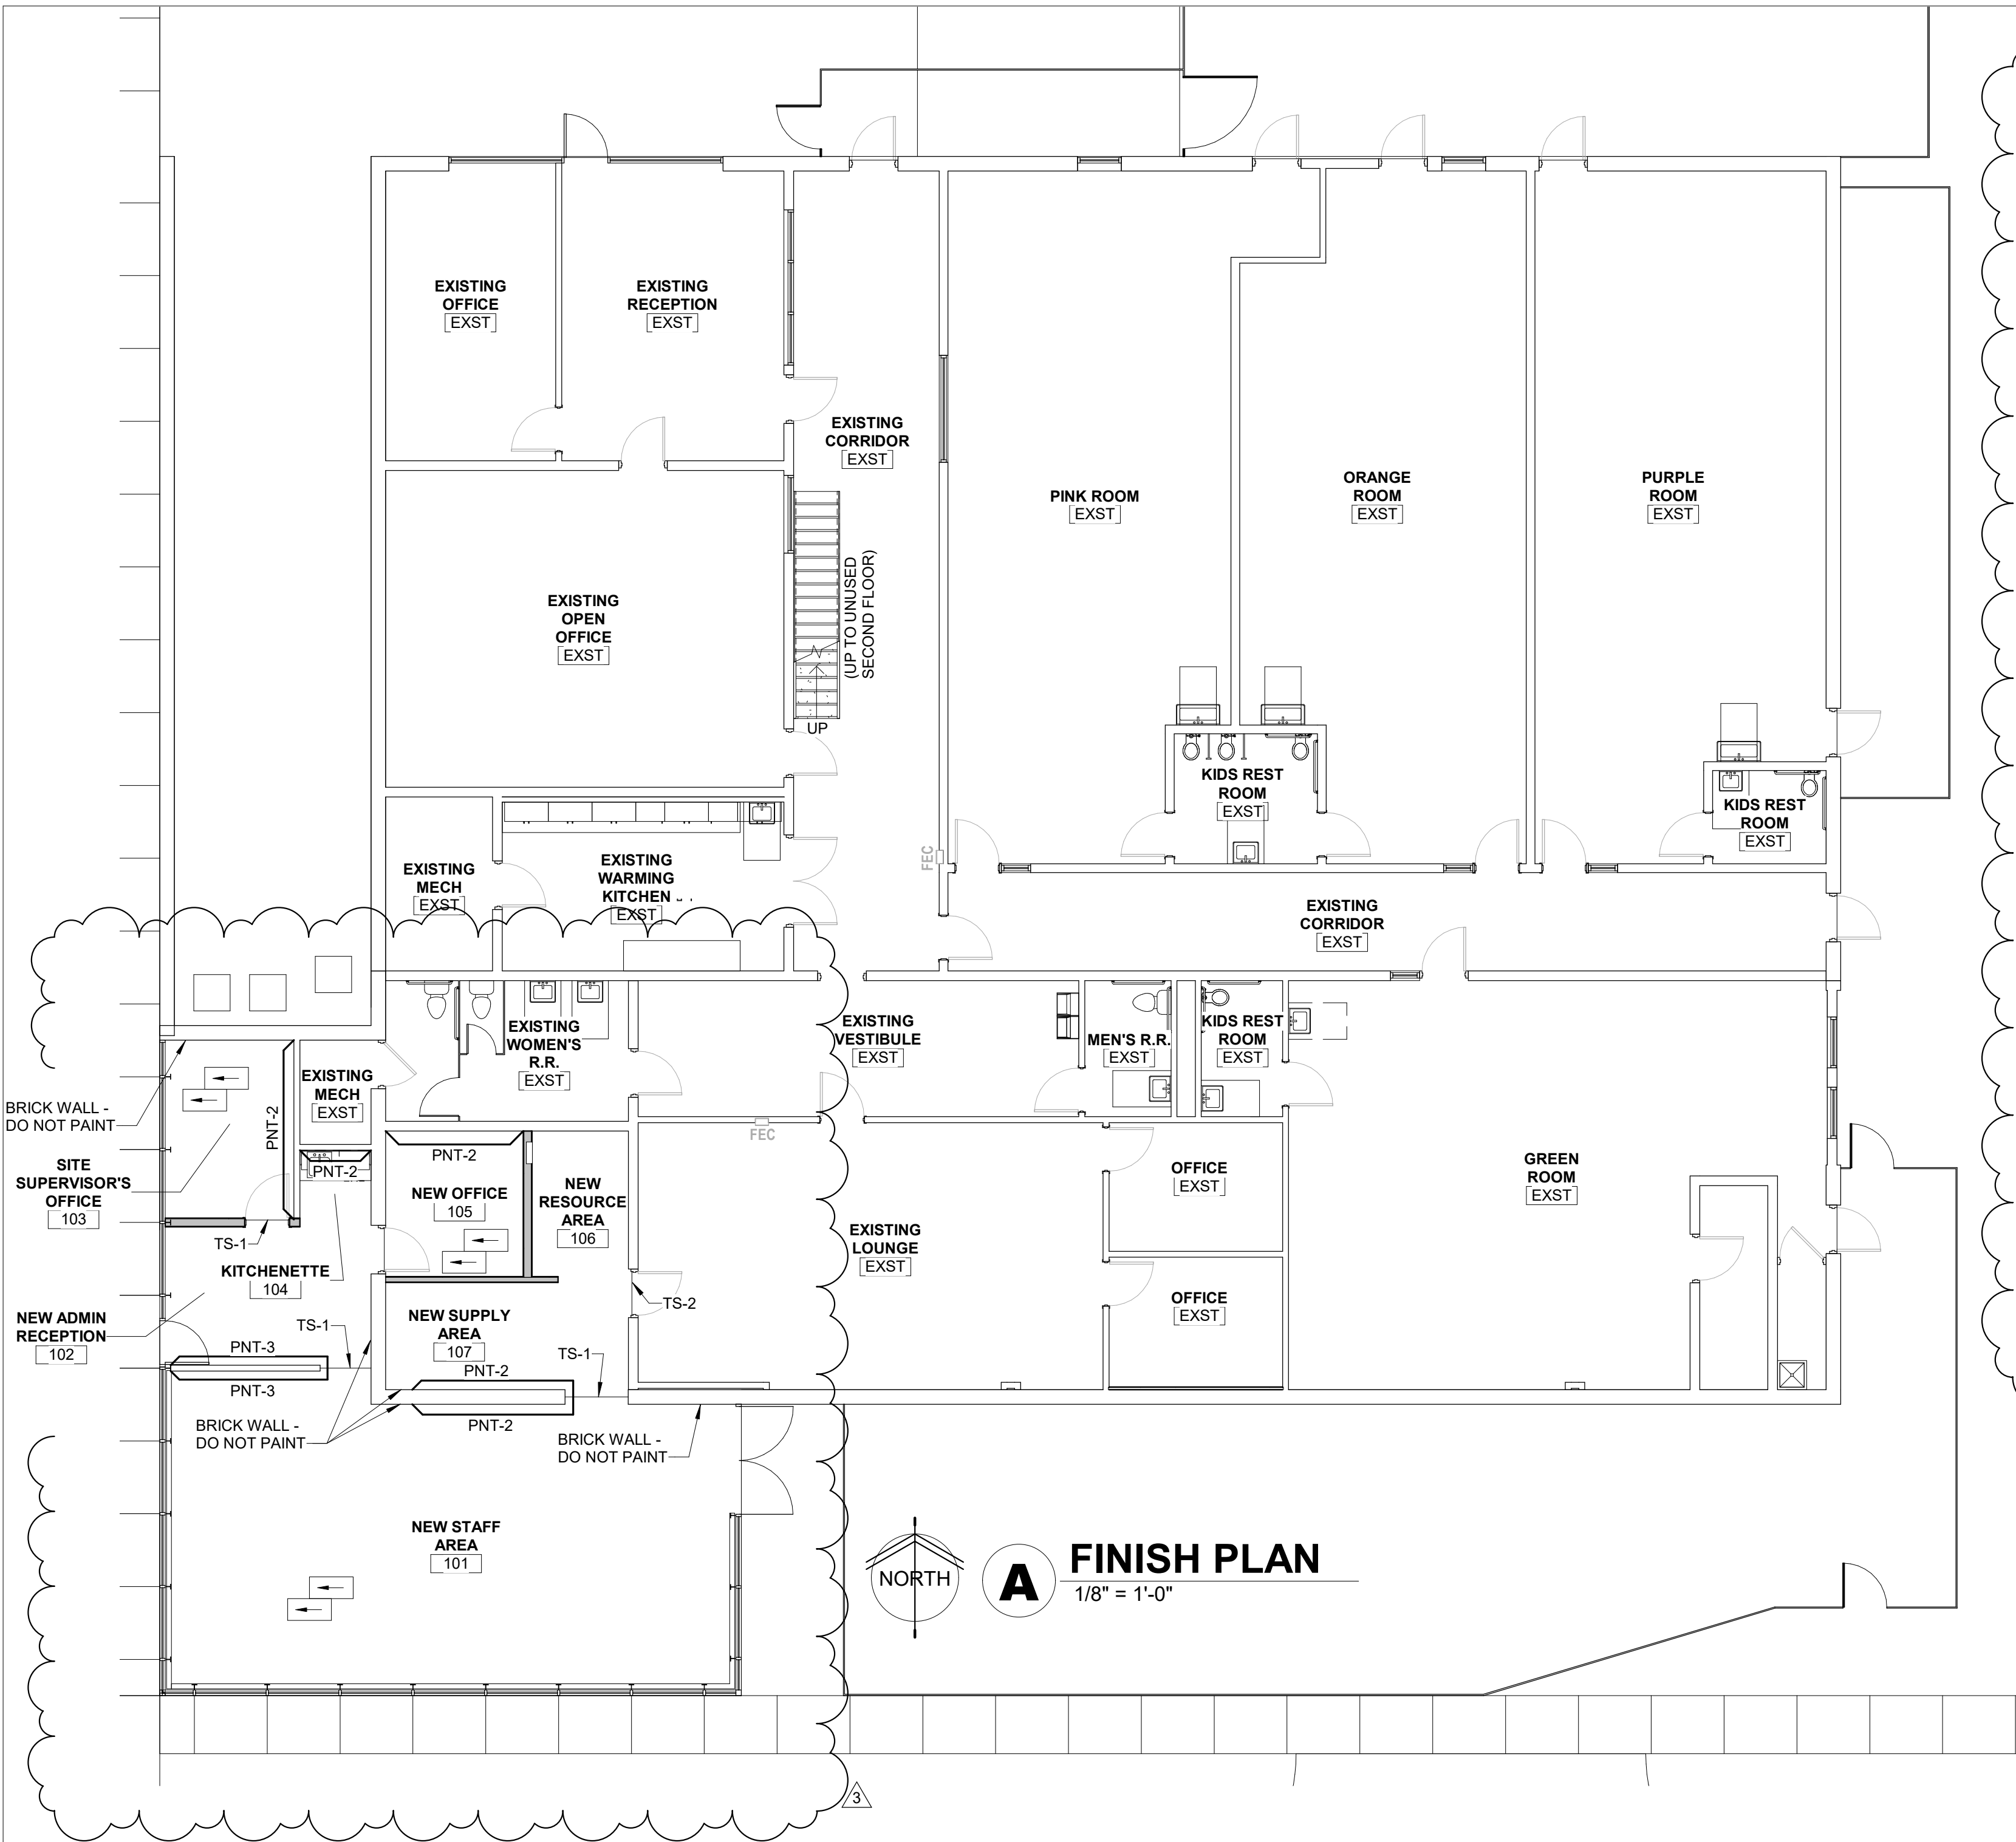 EXISTING
OFFICE
EXST
EXISTING
RECEPTION
EXST
EXISTING
CORRIDOR
EXST
PINK ROOM
EXST
ORANGE
ROOM
EXST
PURPLE
ROOM
EXST
EXISTING
OPEN
OFFICE
EXST
(UP TO UNUSED
SECOND FLOOR)
UP
KIDS REST
ROOM
EXST
KIDS REST
ROOM
EXST
EXISTING
MECH
EXST
EXISTING
WARMING
KITCHEN
EXST
FEC
EXISTING
CORRIDOR
EXST
EXISTING
WOMEN'S
R.R.
EXST
EXISTING
VESTIBULE
EXST
MEN'S R.R.
EXST
KIDS REST
ROOM
EXST
EXISTING
MECH
EXST
BRICK WALL -
DO NOT PAINT
PNT-2
FEC
SITE
SUPERVISOR'S
OFFICE
103
PNT-2
PNT-2
NEW OFFICE
105
NEW
RESOURCE
AREA
106
OFFICE
EXST
GREEN
ROOM
EXST
TS-1
EXISTING
LOUNGE
EXST
KITCHENETTE
104
TS-2
OFFICE
EXST
NEW ADMIN
RECEPTION
102
TS-1
NEW SUPPLY
AREA
107
PNT-3
PNT-3
PNT-2
TS-1
PNT-2
BRICK WALL -
DO NOT PAINT
BRICK WALL -
DO NOT PAINT
NEW STAFF
AREA
101
NORTH
A
FINISH PLAN
1/8" = 1'-0"
3